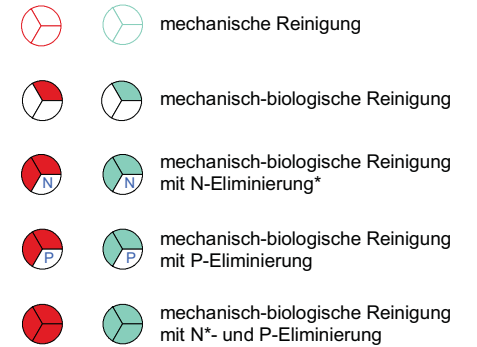 mechanische Reinigung
mechanisch-biologische Reinigung
mechanisch-biologische Reinigung
N N mit N-Eliminierung*
mechanisch-biologische Reinigung
P P mit P-Eliminierung
mechanisch-biologische Reinigung
mit N*- und P-Eliminierung